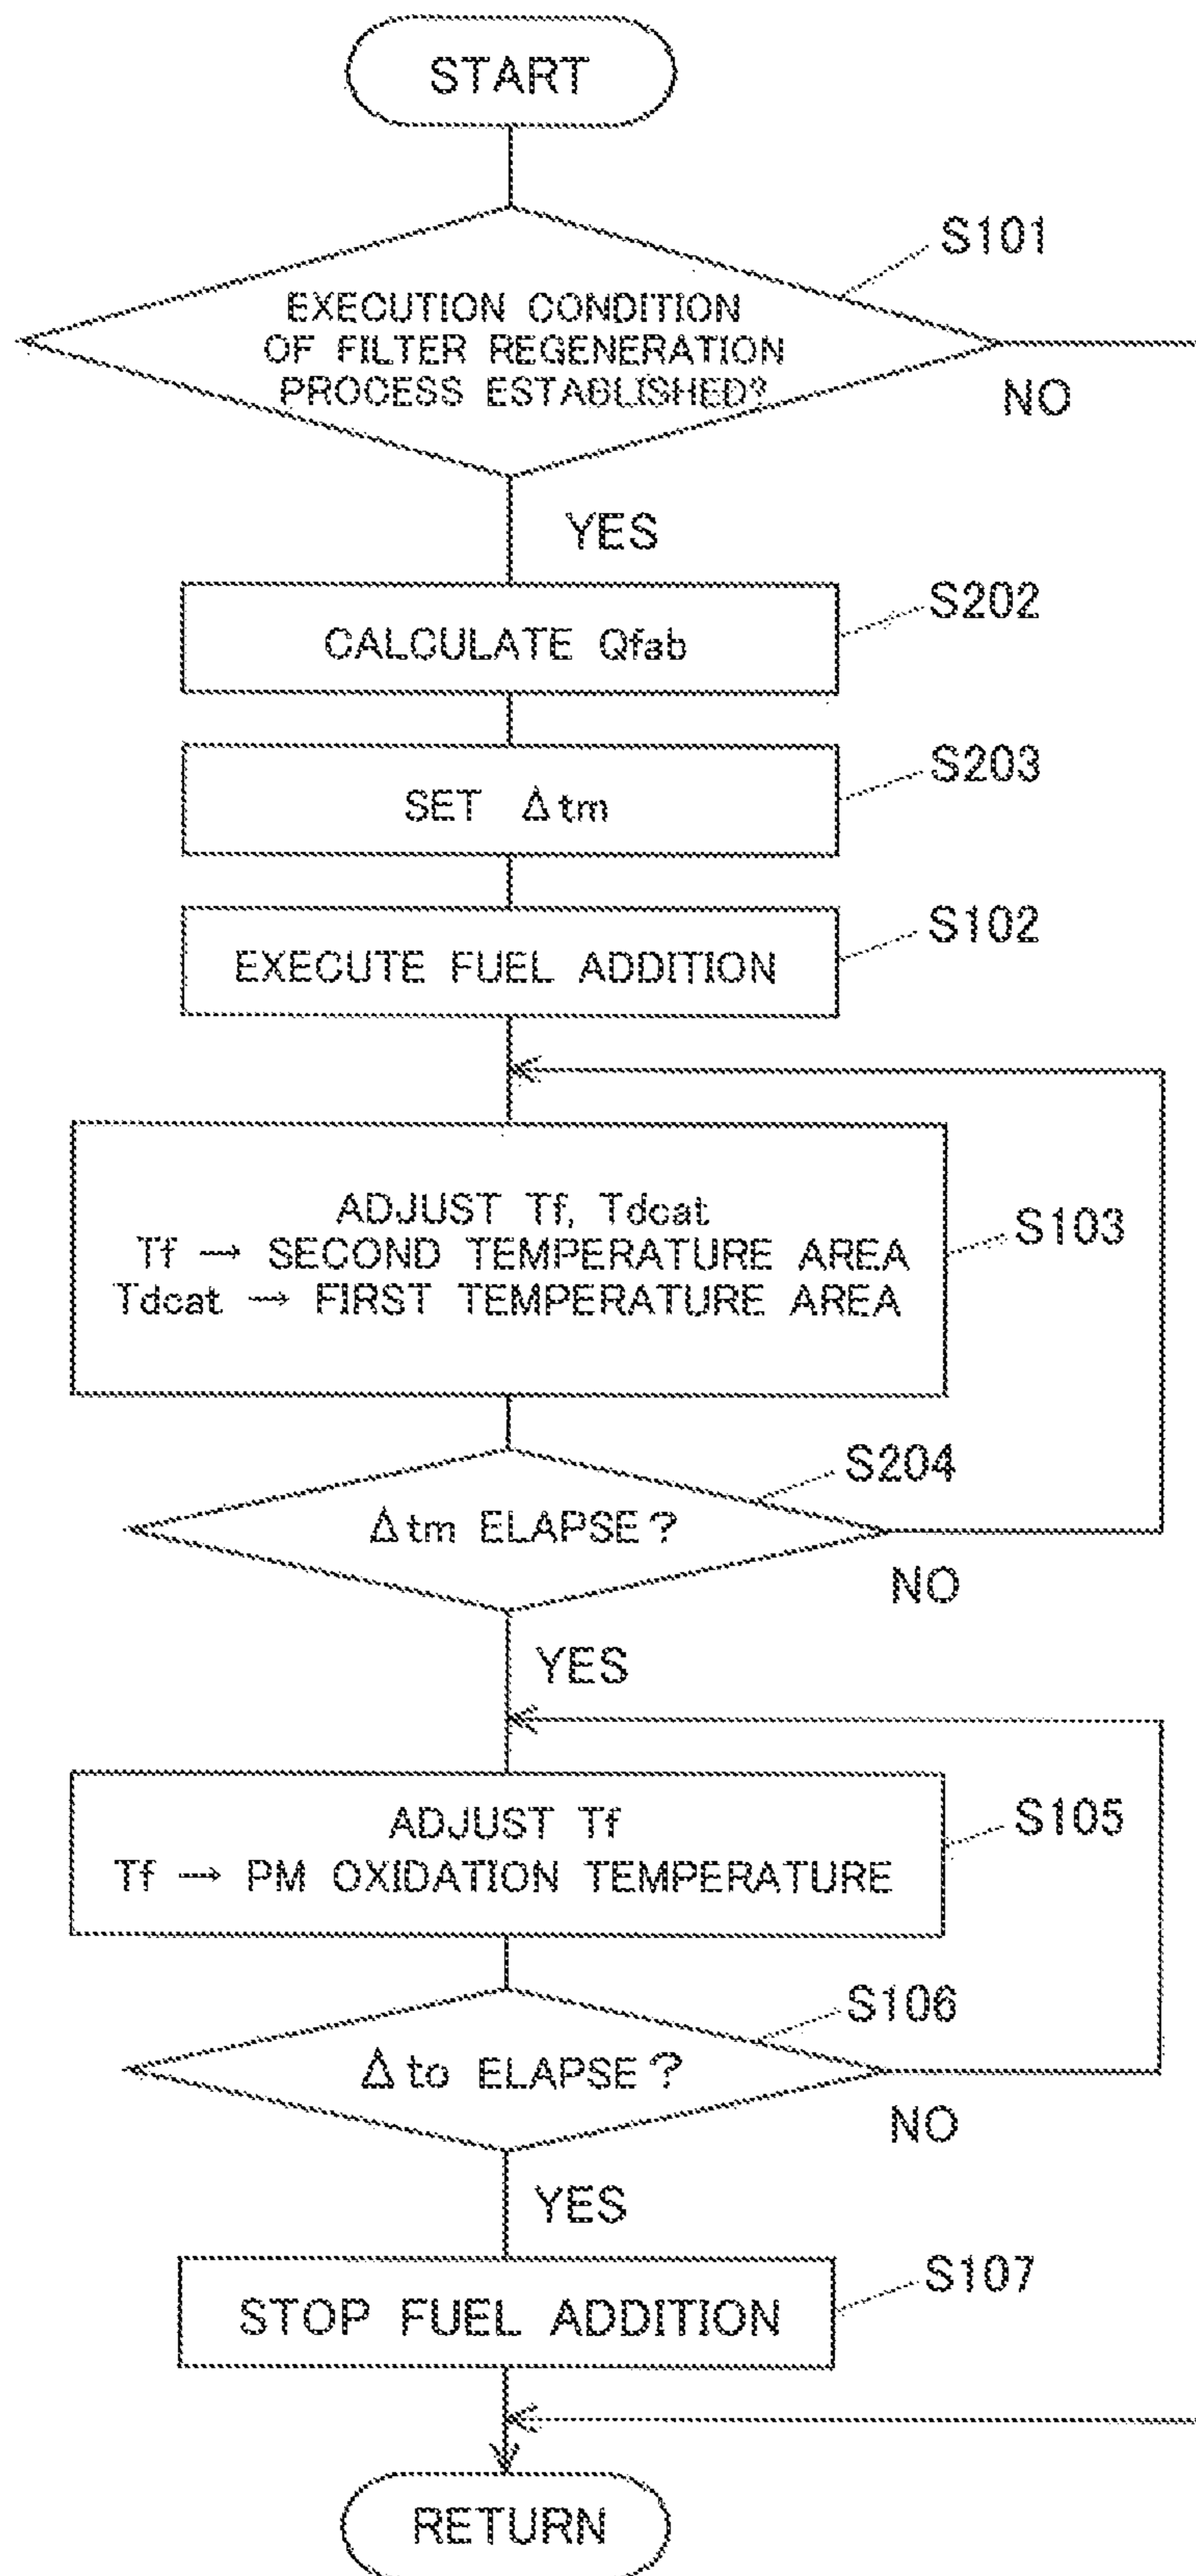 START
S101
EXECUTION CONDITION
OF FILTER REGENERATION
PROCESS ESTABLISHED?
NO
YES
S202
CALCULATE Qfab
S203
SET Δtm
S102
EXECUTE FUEL ADDITION
ADJUST Tf, Tdcat
Tf → SECOND TEMPERATURE AREA
Tdcat → FIRST TEMPERATURE AREA
S103
S204
Δtm ELAPSE?
NO
YES
ADJUST Tf
Tf → PM OXIDATION TEMPERATURE
S105
S106
Δto ELAPSE?
NO
YES
S107
STOP FUEL ADDITION
RETURN